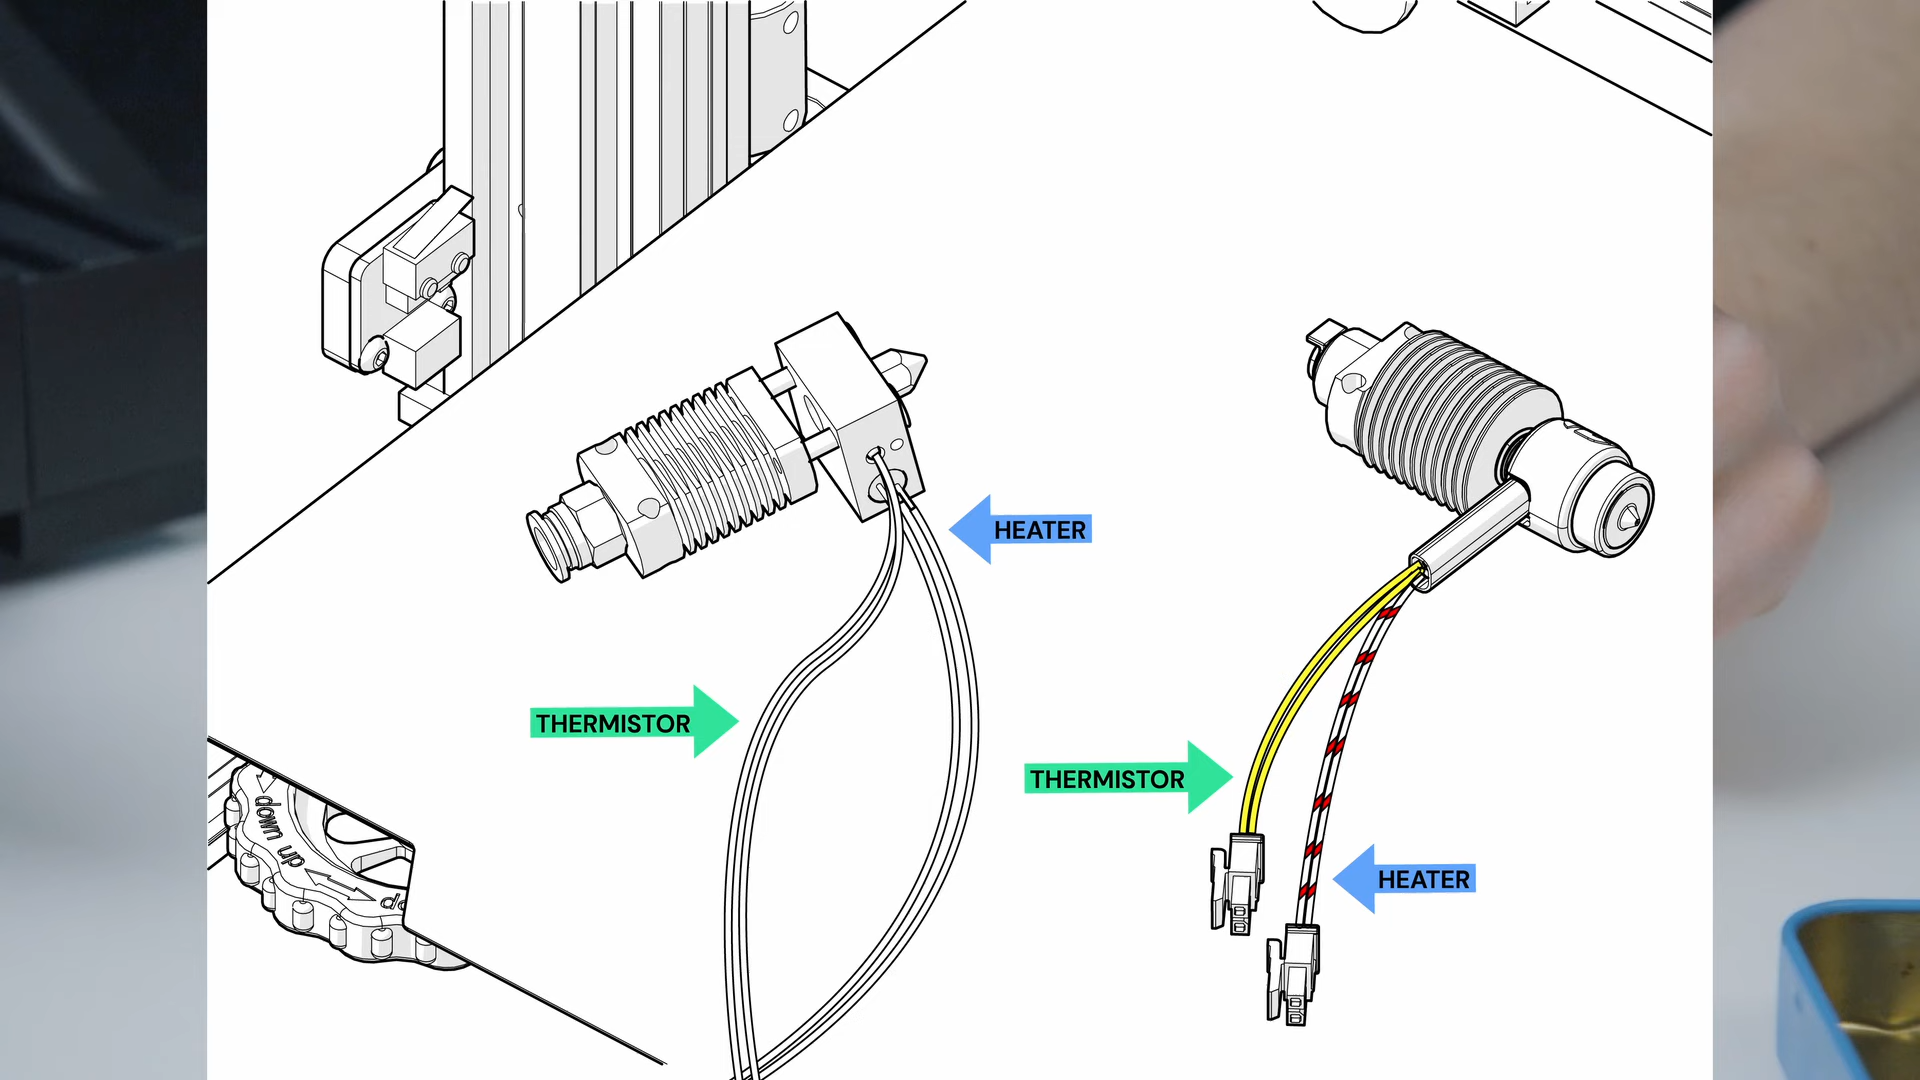 HEATER
THERMISTOR
THERMISTOR
HEATER
down
up